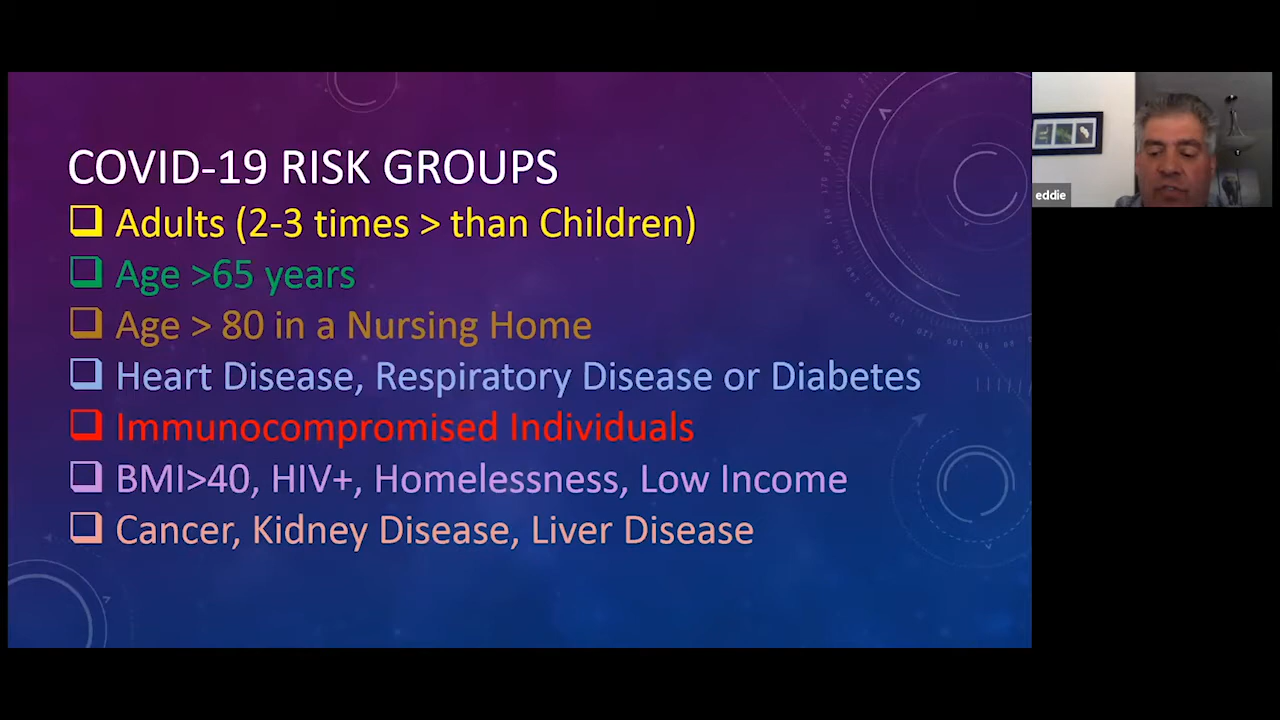 COVID-19 RISK GROUPS
Adults (2-3 times > than Children)
Age >65 years
Age > 80 in a Nursing Home
Heart Disease, Respiratory Disease or Diabetes
Immunocompromised Individuals
BMI>40, HIV+, Homelessness, Low Income
Cancer, Kidney Disease, Liver Disease
eddie